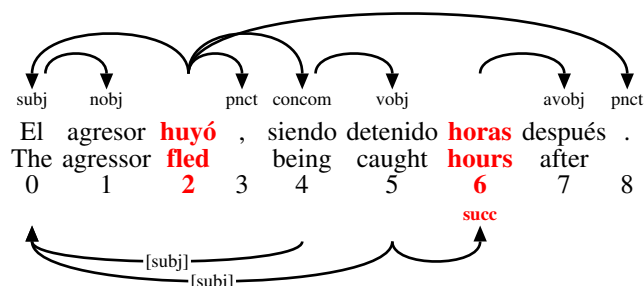 subj nobj pnct concom vobj avobj pnct
El agresor huyó , siendo detenido horas después .
The agressor fled being caught hours after
0 1 2 3 4 5 6 7 8
succ
[subj]
[subj]